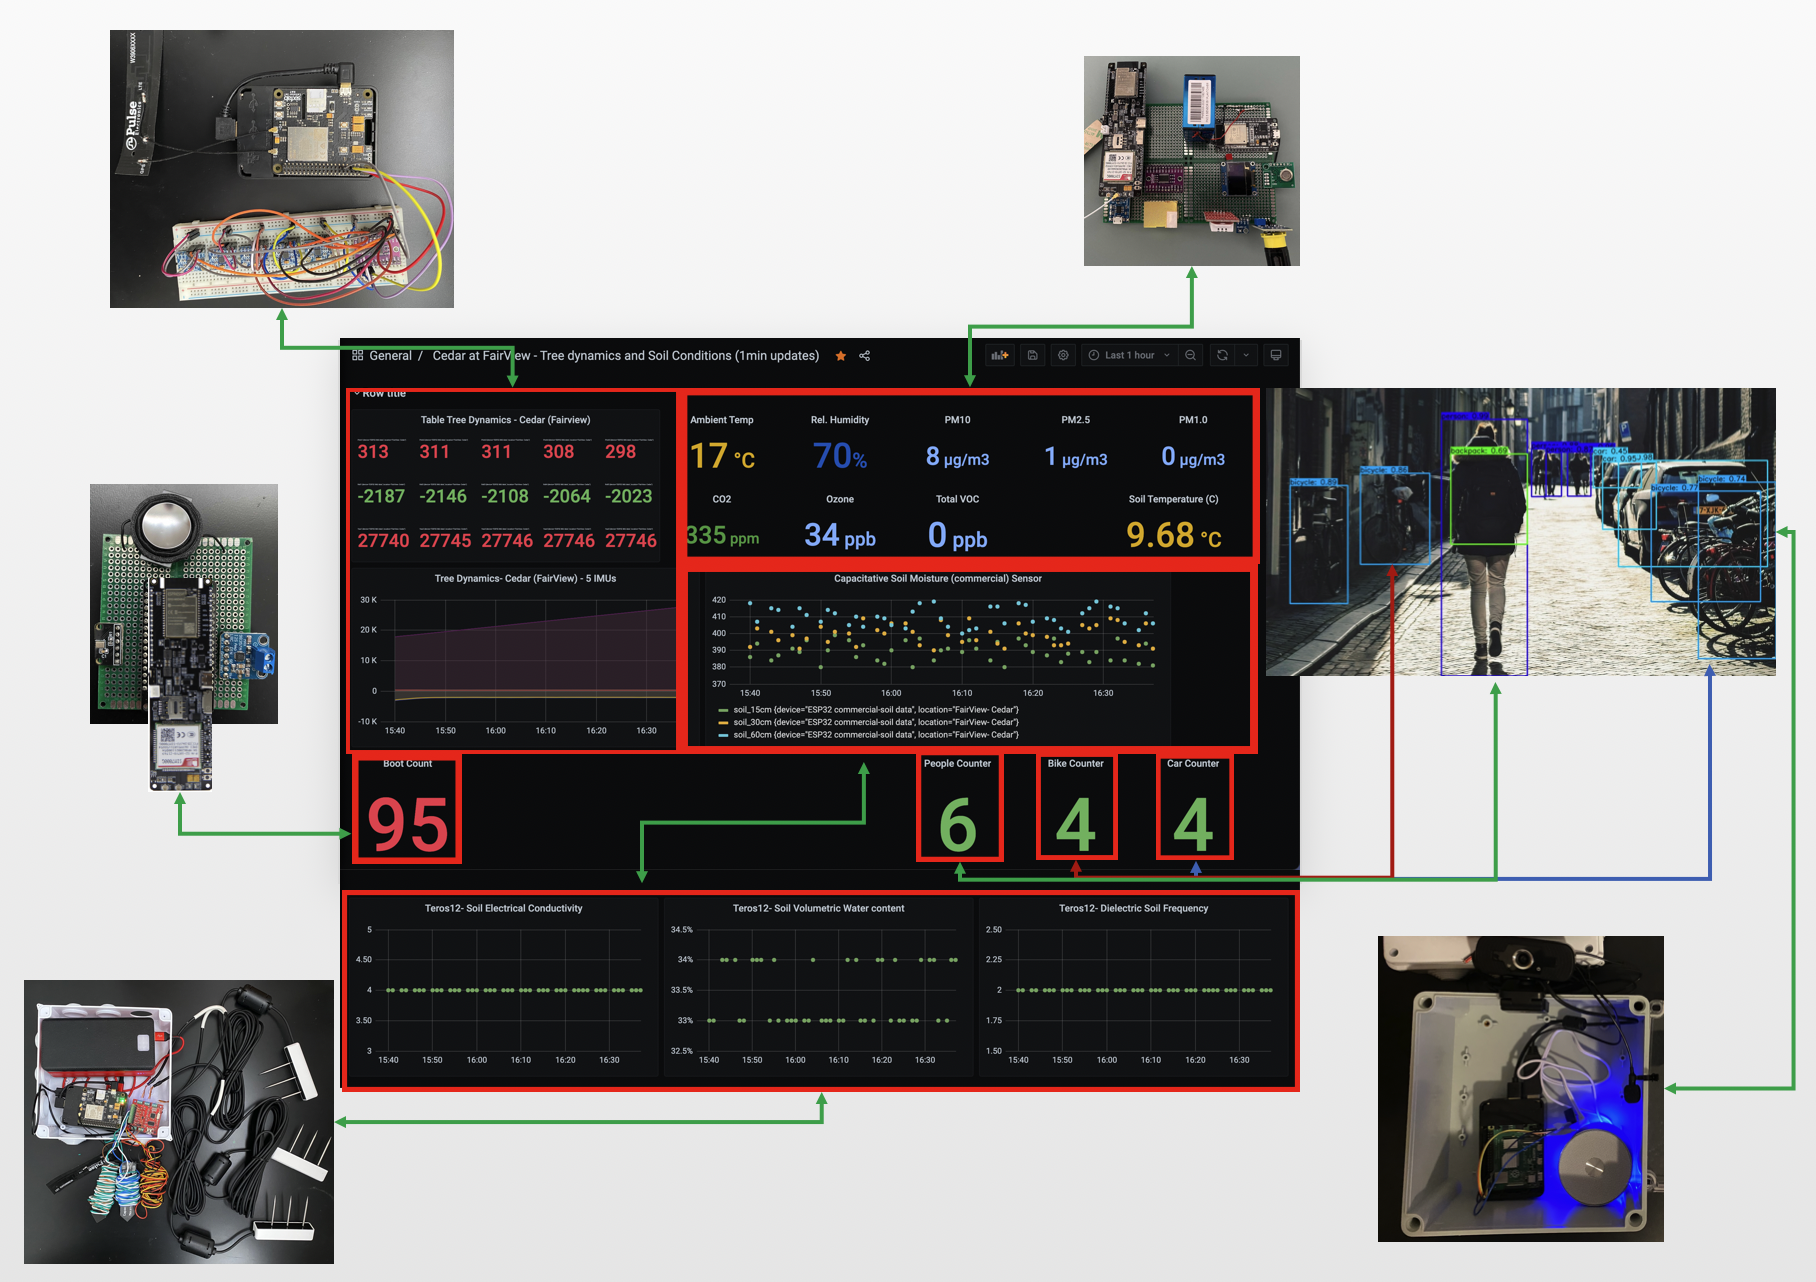 W3906XXXX
Pulse
General / Cedar at FairView - Tree dynamics and Soil Conditions (1min updates)
Last 1 hour
Row title
Table Tree Dynamics - Cedar (Fairview)
313 311 311 308 298
-2187 -2146 -2108 -2064 -2023
27740 27745 27746 27746 27746
Ambient Temp Rel. Humidity PM10 PM2.5 PM1.0
17 °C 70% 8 µg/m3 1 µg/m3 0 µg/m3
CO2 Ozone Total VOC Soil Temperature (C)
335 ppm 34 ppb 0 ppb 9.68 °C
Tree Dynamics- Cedar (FairView) - 5 IMUs
30 K
20 K
10 K
0
-10 K
15:40 15:50 16:00 16:10 16:20 16:30
Capacitative Soil Moisture (commercial) Sensor
420
410
400
390
380
370
15:40 15:50 16:00 16:10 16:20 16:30
soil_15cm {device="ESP32 commercial-soil data", location="FairView- Cedar"}
soil_30cm {device="ESP32 commercial-soil data", location="FairView- Cedar"}
soil_60cm {device="ESP32 commercial-soil data", location="FairView- Cedar"}
backpack: 0.69
bicycle: 0.86
car: 0.45
bicycle: 0.74
Boot Count
95
People Counter
6
Bike Counter
4
Car Counter
4
Teros12- Soil Electrical Conductivity
5
4.50
4
3.50
3
15:40 15:50 16:00 16:10 16:20 16:30
Teros12- Soil Volumetric Water content
34.5%
34%
33.5%
33%
32.5%
15:40 15:50 16:00 16:10 16:20 16:30
Teros12- Dielectric Soil Frequency
2.50
2.25
2
1.75
1.50
15:40 15:50 16:00 16:10 16:20 16:30